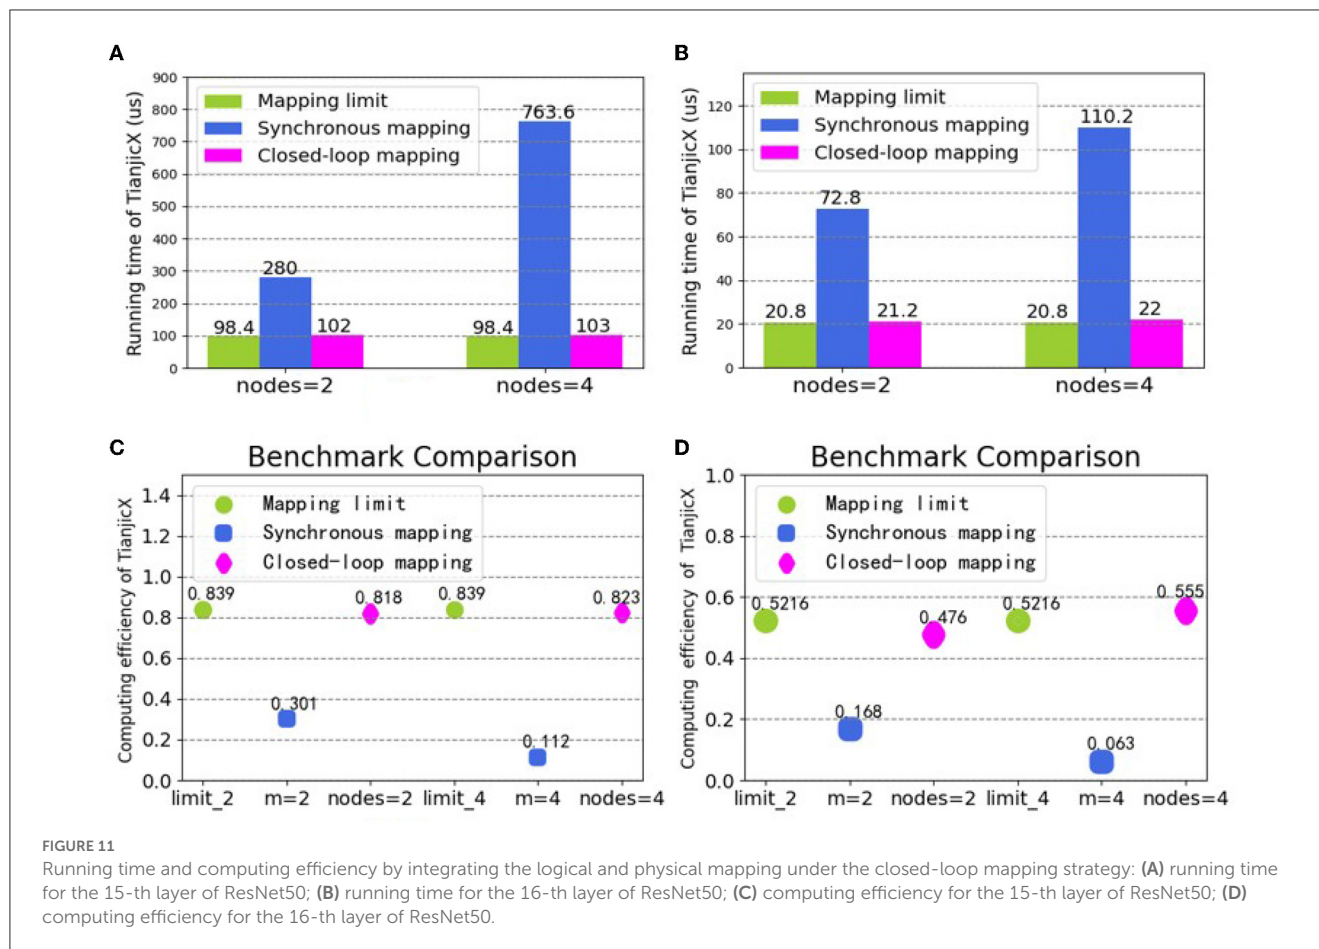 A
Running time of TianjicX (us)
900
800
700
600
500
400
300
200
100
0
Mapping limit
Synchronous mapping
Closed-loop mapping
98.4
280
102
98.4
763.6
103
nodes=2
nodes=4
B
Running time of TianjicX (us)
120
100
80
60
40
20
0
Mapping limit
Synchronous mapping
Closed-loop mapping
20.8
72.8
21.2
20.8
110.2
22
nodes=2
nodes=4
C
Benchmark Comparison
Computing efficiency of TianjicX
1.4
1.2
1.0
0.8
0.6
0.4
0.2
0.0
Mapping limit
Synchronous mapping
Closed-loop mapping
0.839
0.301
0.818
0.839
0.112
0.823
limit_2 m=2 nodes=2 limit_4 m=4 nodes=4
D
Benchmark Comparison
Computing efficiency of TianjicX
1.0
0.8
0.6
0.4
0.2
0.0
Mapping limit
Synchronous mapping
Closed-loop mapping
0.5216
0.168
0.476
0.5216
0.063
0.555
limit_2 m=2 nodes=2 limit_4 m=4 nodes=4
FIGURE 11
Running time and computing efficiency by integrating the logical and physical mapping under the closed-loop mapping strategy: (A) running time
for the 15-th layer of ResNet50; (B) running time for the 16-th layer of ResNet50; (C) computing efficiency for the 15-th layer of ResNet50; (D)
computing efficiency for the 16-th layer of ResNet50.